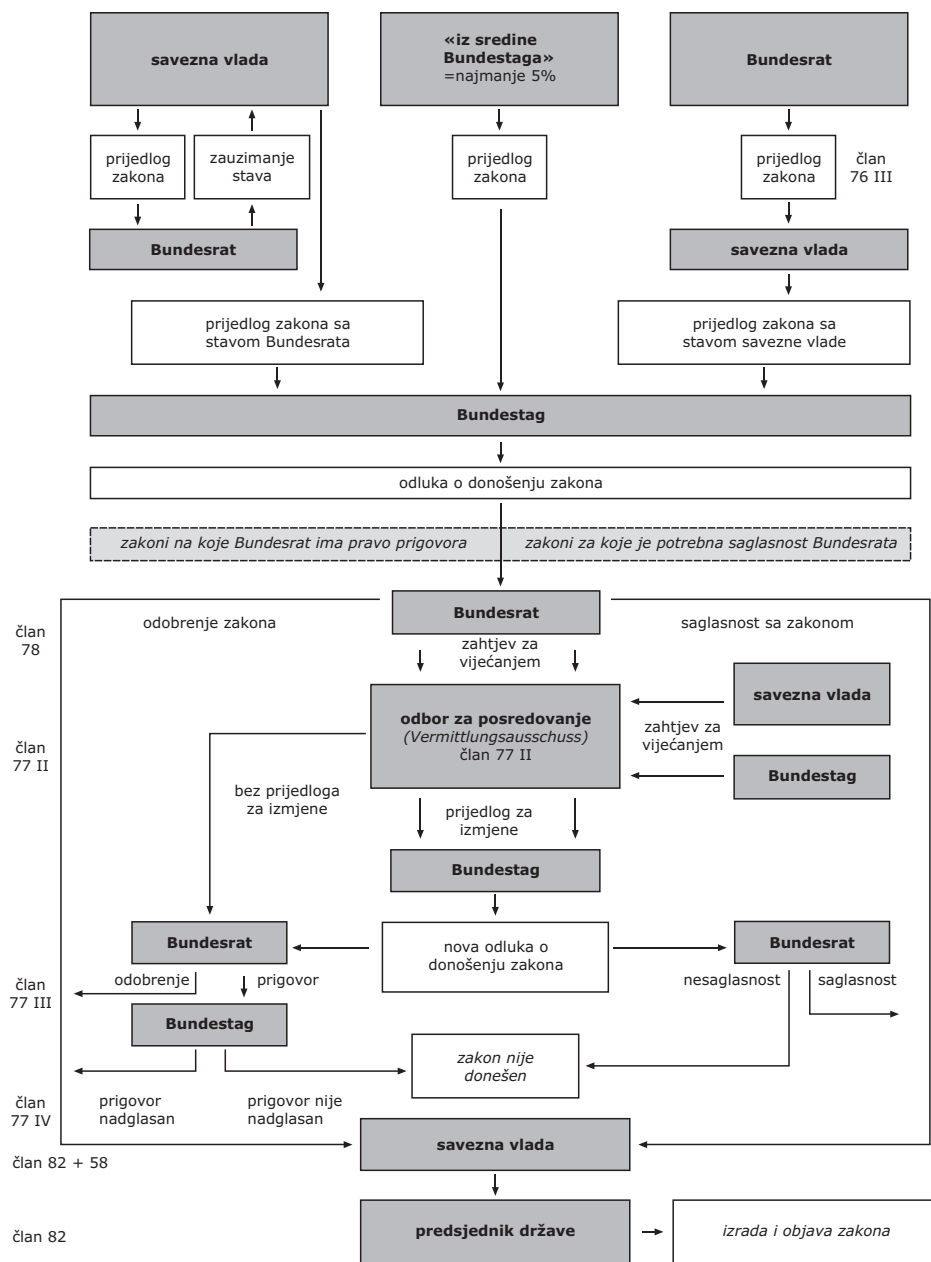 savezna vlada
«iz sredine
Bundestaga»
=najmanje 5%
Bundesrat
prijedlog
zakona
zauzimanje
stava
prijedlog
zakona
prijedlog
zakona
član
76 III
Bundesrat
savezna vlada
prijedlog zakona sa
stavom Bundesrata
prijedlog zakona sa
stavom savezne vlade
Bundestag
odluka o donošenju zakona
zakoni na koje Bundesrat ima pravo prigovora
zakoni za koje je potrebna saglasnost Bundesrata
Bundesrat
odobrenje zakona
saglasnost sa zakonom
član
78
zahtjev za
vijećanjem
savezna vlada
odbor za posredovanje
(Vermittlungsausschuss)
član 77 II
zahtjev za
vijećanjem
član
77 II
Bundestag
bez prijedloga
za izmjene
prijedlog za
izmjene
Bundestag
Bundesrat
nova odluka o
donošenju zakona
Bundesrat
odobrenje
prigovor
nesaglasnost
saglasnost
član
77 III
Bundestag
zakon nije
donešen
član
77 IV
prigovor
nadglasan
prigovor nije
nadglasan
savezna vlada
član 82 + 58
predsjednik države
izrada i objava zakona
član 82